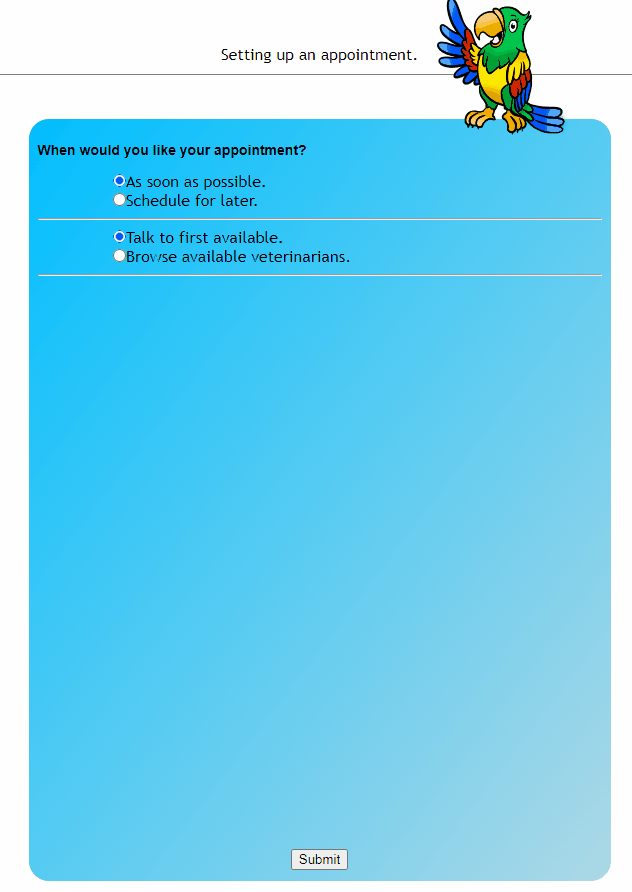 Setting up an appointment.
When would you like your appointment?
As soon as possible.
Schedule for later.
Talk to first available.
Browse available veterinarians.
Submit